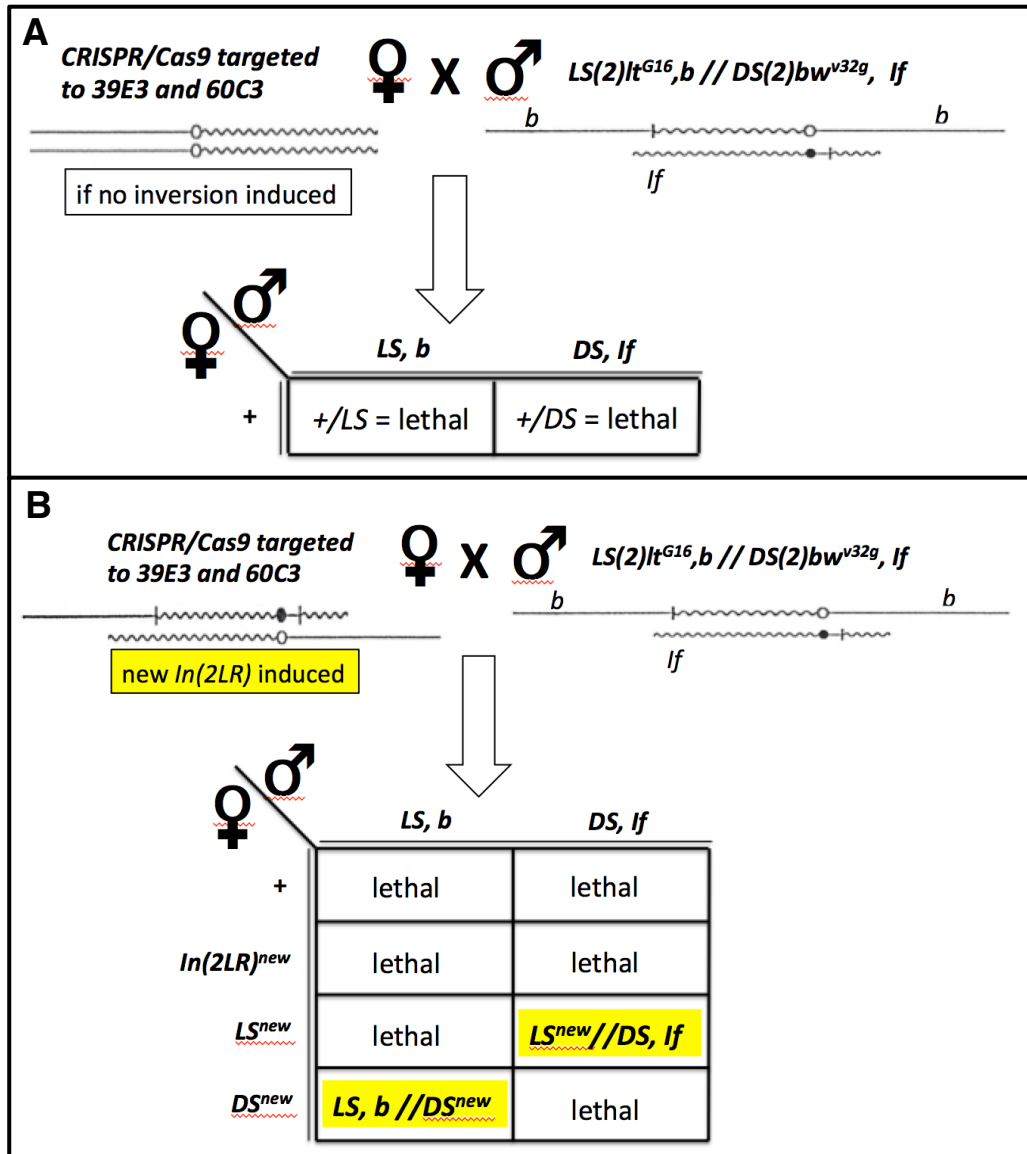 A
CRISPR/Cas9 targeted
to 39E3 and 60C3
♀ X ♂
LS(2)lt^G16,b // DS(2)bw^v32g, If
b
b
If
if no inversion induced
♂
♀
LS, b
DS, If
+
+/LS = lethal
+/DS = lethal
B
CRISPR/Cas9 targeted
to 39E3 and 60C3
♀ X ♂
LS(2)lt^G16,b // DS(2)bw^v32g, If
b
b
If
new In(2LR) induced
♂
♀
LS, b
DS, If
+
lethal
lethal
In(2LR)^new
lethal
lethal
LS^new
lethal
LS^new//DS, If
DS^new
LS, b //DS^new
lethal